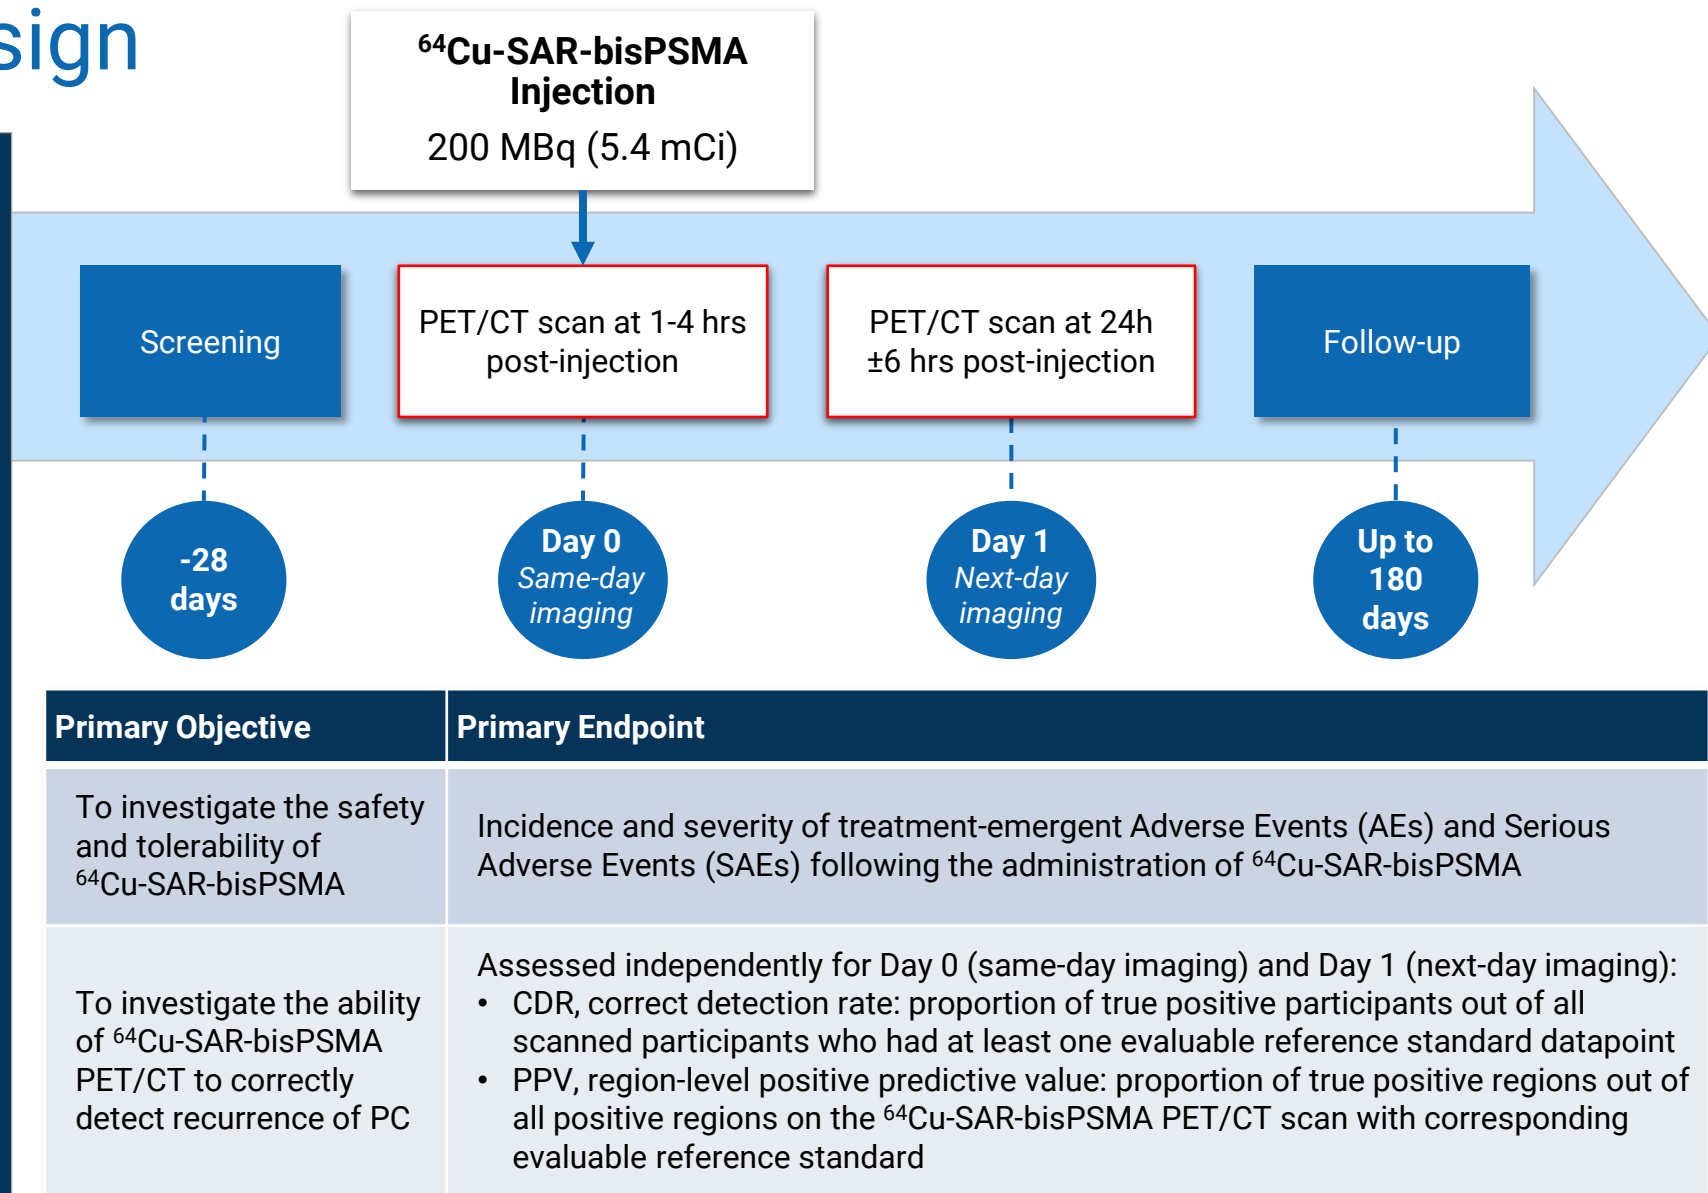 sign
⁶⁴Cu-SAR-bisPSMA
Injection
200 MBq (5.4 mCi)
Screening
PET/CT scan at 1-4 hrs
post-injection
PET/CT scan at 24h
±6 hrs post-injection
Follow-up
-28
days
Day 0
Same-day
imaging
Day 1
Next-day
imaging
Up to
180
days
Primary Objective
Primary Endpoint
To investigate the safety
and tolerability of
⁶⁴Cu-SAR-bisPSMA
Incidence and severity of treatment-emergent Adverse Events (AEs) and Serious
Adverse Events (SAEs) following the administration of ⁶⁴Cu-SAR-bisPSMA
To investigate the ability
of ⁶⁴Cu-SAR-bisPSMA
PET/CT to correctly
detect recurrence of PC
Assessed independently for Day 0 (same-day imaging) and Day 1 (next-day imaging):
• CDR, correct detection rate: proportion of true positive participants out of all
scanned participants who had at least one evaluable reference standard datapoint
• PPV, region-level positive predictive value: proportion of true positive regions out of
all positive regions on the ⁶⁴Cu-SAR-bisPSMA PET/CT scan with corresponding
evaluable reference standard